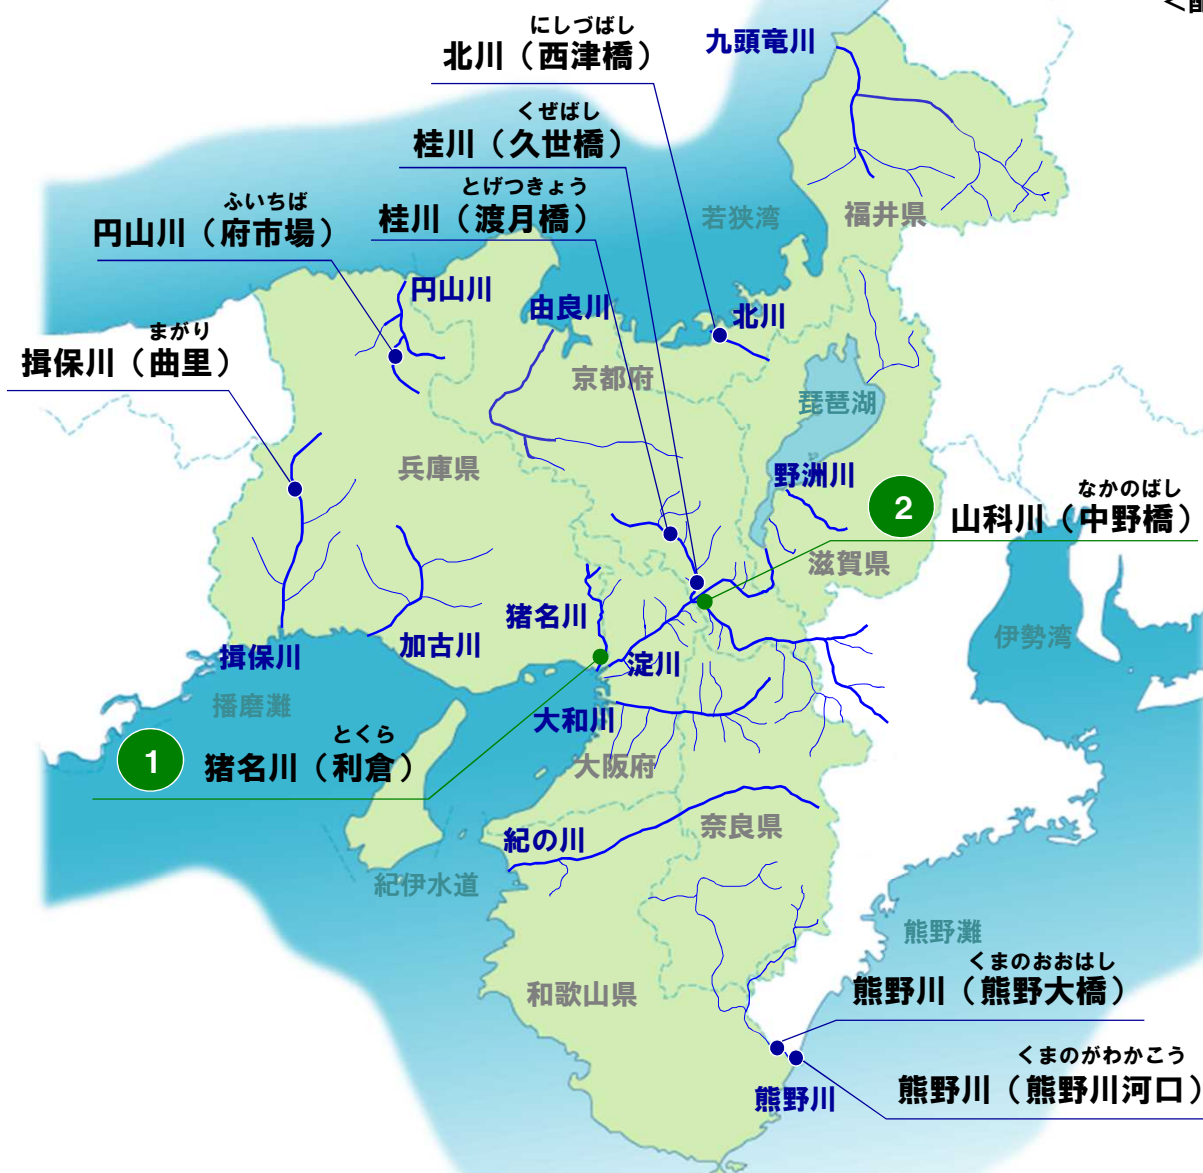 <配
にしづばし
北川（西津橋）
九頭竜川
くぜばし
桂川（久世橋）
とげつきょう
桂川（渡月橋）
ふいちば
円山川（府市場）
若狭湾
福井県
円山川
由良川
北川
まがり
揖保川（曲里）
京都府
琵琶湖
兵庫県
野洲川
2
なかのばし
山科川（中野橋）
滋賀県
猪名川
加古川
揖保川
淀川
伊勢湾
播磨灘
大和川
とくら
1
猪名川（利倉）
大阪府
紀の川
奈良県
紀伊水道
熊野灘
くまのおおはし
和歌山県
熊野川（熊野大橋）
くまのがわかこう
熊野川（熊野川河口）
熊野川